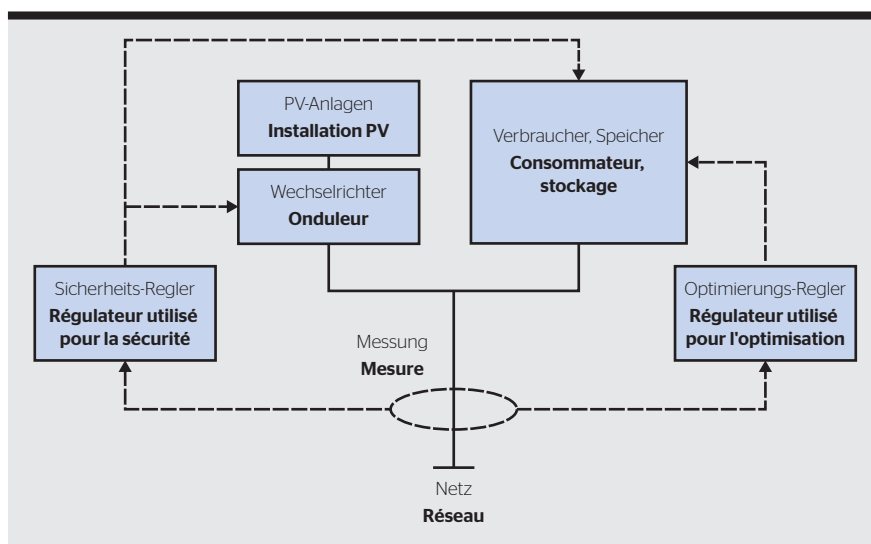 PV-Anlagen
Installation PV
Wechselrichter
Onduleur
Verbraucher, Speicher
Consommateur,
stockage
Sicherheits-Regler
Régulateur utilisé
pour la sécurité
Optimierungs-Regler
Régulateur utilisé
pour l'optimisation
Messung
Mesure
Netz
Réseau